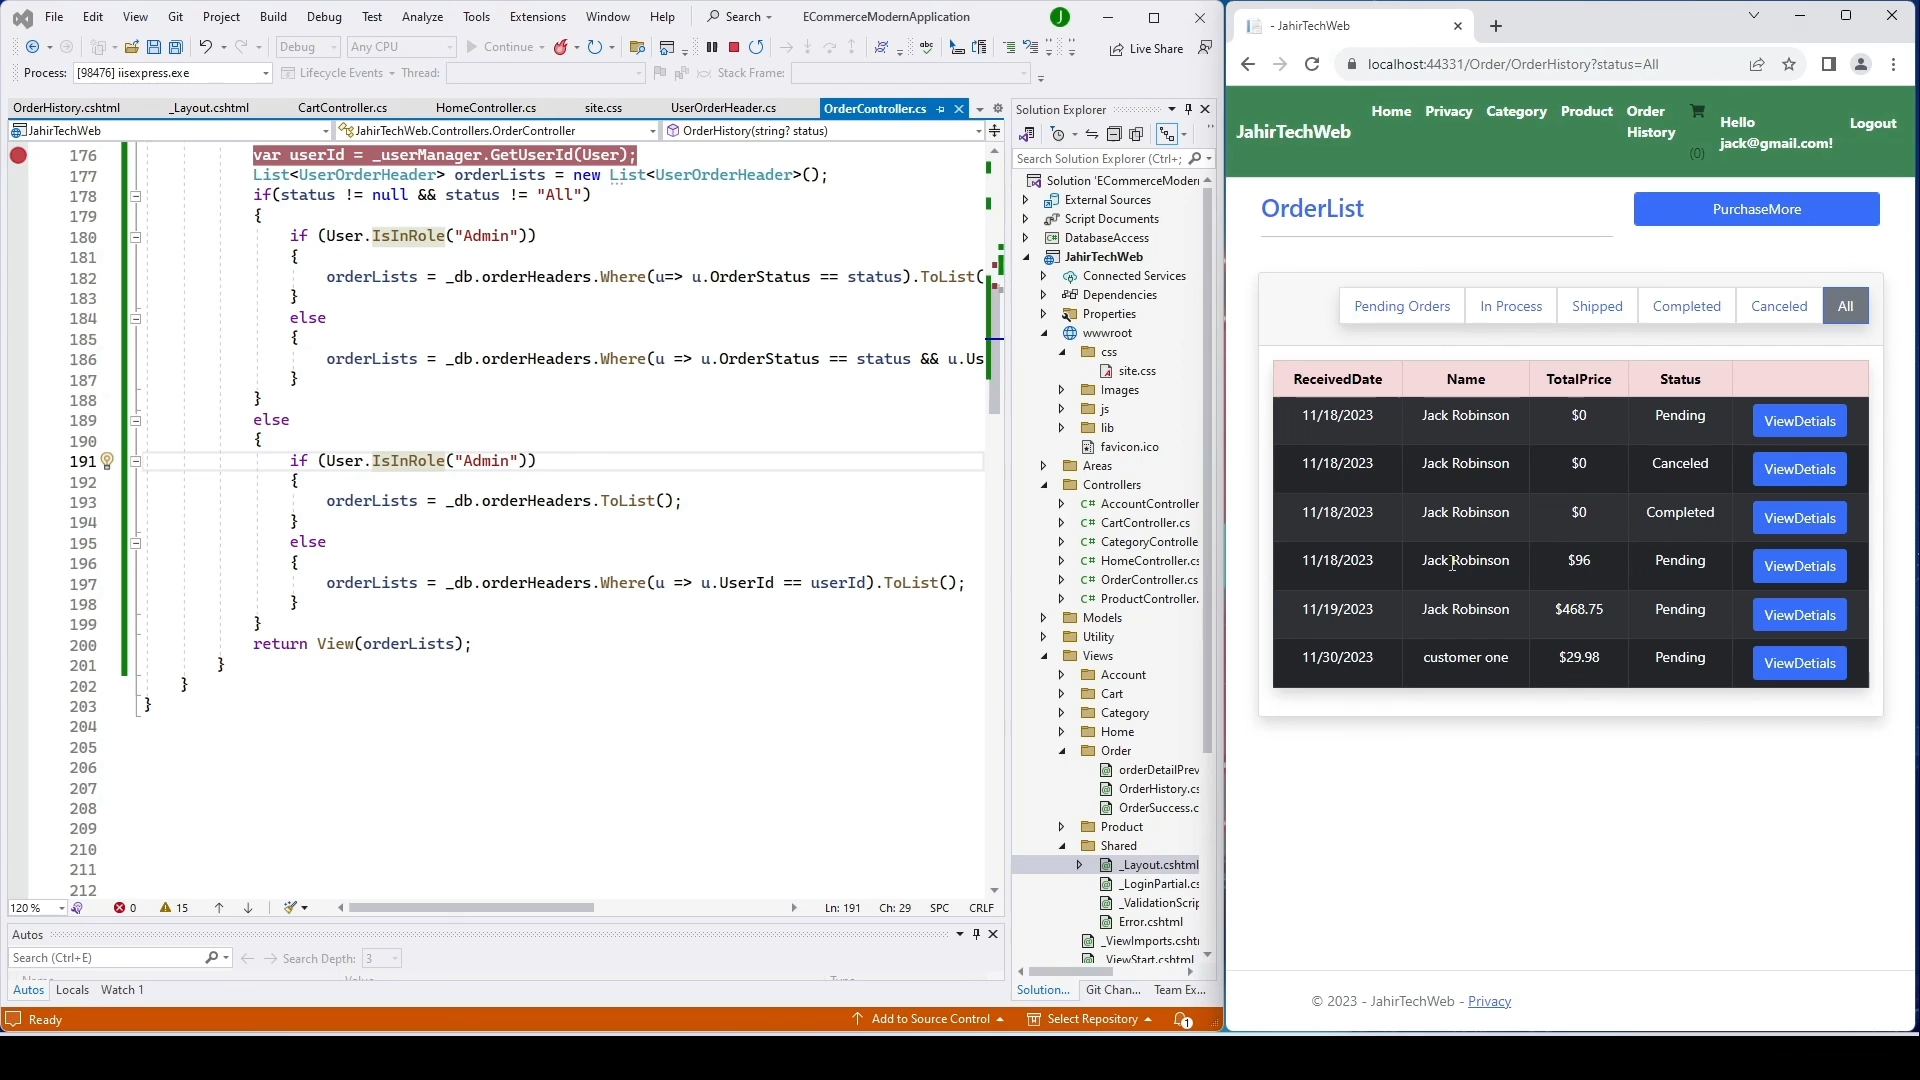 File Edit View Git Project Build Debug Test Analyze Tools Extensions Window Help Search ECommerceModernApplication J
Debug Any CPU Continue Live Share
Process: [98476] iisexpress.exe Lifecycle Events Thread: Stack Frame:
OrderHistory.cshtml _Layout.cshtml CartController.cs HomeController.cs site.css UserOrderHeader.cs OrderController.cs
JahirTechWeb JahirTechWeb.Controllers.OrderController OrderHistory(string? status)
176 var userId = _userManager.GetUserId(User);
177 List<UserOrderHeader> orderLists = new List<UserOrderHeader>();
178 if(status != null && status != "All")
179 {
180 if (User.IsInRole("Admin"))
181 {
182 orderLists = _db.orderHeaders.Where(u=> u.OrderStatus == status).ToList(
183 }
184 else
185 {
186 orderLists = _db.orderHeaders.Where(u => u.OrderStatus == status && u.Us
187 }
188 }
189 else
190 {
191 if (User.IsInRole("Admin"))
192 {
193 orderLists = _db.orderHeaders.ToList();
194 }
195 else
196 {
197 orderLists = _db.orderHeaders.Where(u => u.UserId == userId).ToList();
198 }
199 }
200 return View(orderLists);
201 }
202 }
203 }
204
205
206
207
208
209
210
211
212
120 % 0 15 Ln: 191 Ch: 29 SPC CRLF
Autos
Search (Ctrl+E) Search Depth: 3
Autos Locals Watch 1
Ready Add to Source Control Select Repository 1
Solution Explorer
Search Solution Explorer (Ctrl+;
Solution 'ECommerceModern
External Sources
Script Documents
DatabaseAccess
JahirTechWeb
Connected Services
Dependencies
Properties
wwwroot
css
site.css
Images
js
lib
favicon.ico
Areas
Controllers
C# AccountController
C# CartController.cs
C# CategoryControlle
C# HomeController.cs
C# OrderController.cs
C# ProductController.
Models
Utility
Views
Account
Cart
Category
Home
Order
orderDetailPrev
OrderHistory.cs
OrderSuccess.c
Product
Shared
_Layout.cshtml
_LoginPartial.cs
_ValidationScrip
Error.cshtml
_ViewImports.cshtm
_ViewStart.cshtml
Solution... Git Chan... Team Ex...
- JahirTechWeb
localhost:44331/Order/OrderHistory?status=All
JahirTechWeb Home Privacy Category Product Order History (0) Hello jack@gmail.com! Logout
OrderList PurchaseMore
Pending Orders In Process Shipped Completed Canceled All
ReceivedDate Name TotalPrice Status
11/18/2023 Jack Robinson $0 Pending ViewDetials
11/18/2023 Jack Robinson $0 Canceled ViewDetials
11/18/2023 Jack Robinson $0 Completed ViewDetials
11/18/2023 Jack Robinson $96 Pending ViewDetials
11/19/2023 Jack Robinson $468.75 Pending ViewDetials
11/30/2023 customer one $29.98 Pending ViewDetials
© 2023 - JahirTechWeb - Privacy